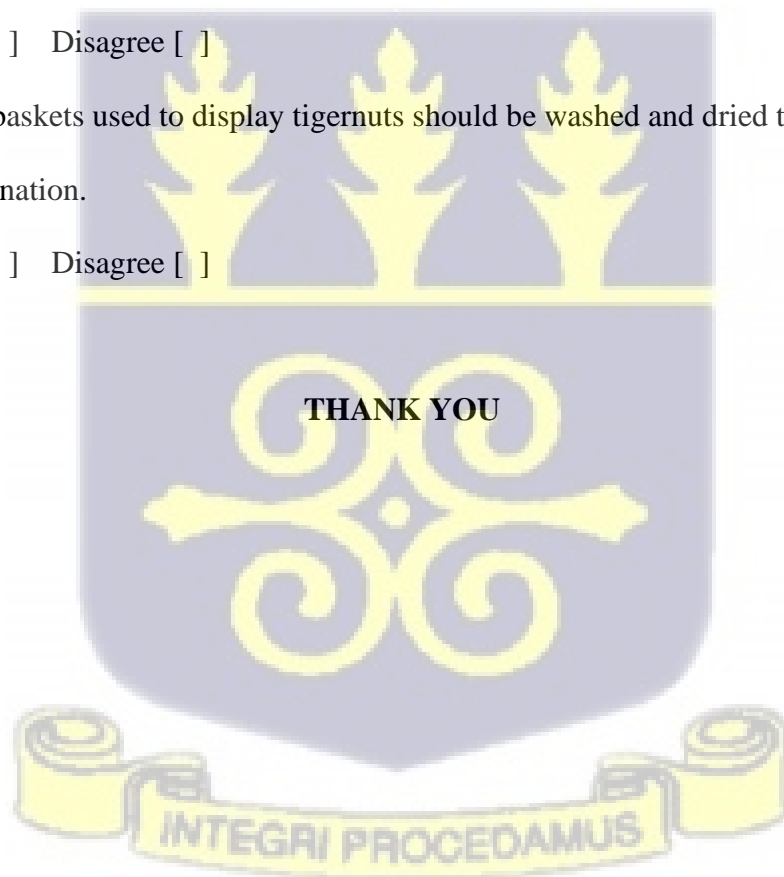 ] Disagree [ ]
baskets used to display tigernuts should be washed and dried t
nation.
] Disagree [ ]
THANK YOU
INTEGRI PROCEDAMUS